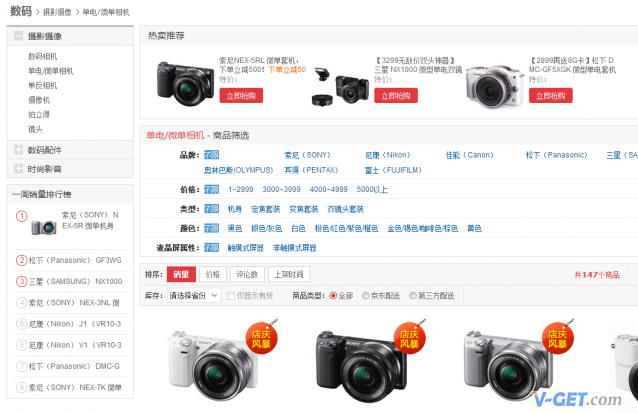 数码 > 摄影摄像 > 单电/微单相机
摄影摄像
数码相机
单电/微单相机
单反相机
摄像机
拍立得
镜头
数码配件
时尚影音
一周销量排行榜
1 索尼（SONY） N
EX-5R 微单机身
2 松下（Panasonic） GF3WG
3 三星（SAMSUNG） NX1000
4 索尼（SONY） NEX-3NL 微
5 尼康（Nikon） J1（VR10-3
6 尼康（Nikon） V1（VR10-3
7 松下（Panasonic） DMC-G
8 索尼（SONY） NEX-7K 微单
热卖推荐
索尼NEX-5RL 微单套机，
下单立减500! 下单立减50
特价：
立即抢购
【3299无敌价双头神器】
三星 NX1000 微型单电双镜
特价：
立即抢购
【2899再送8G卡】松下 D
MC-GF5XGK 微型单电套机
特价：
立即抢购
单电/微单相机 - 商品筛选
品牌： 不限 索尼（SONY） 尼康（Nikon） 佳能（Canon） 松下（Panasonic） 三星（SA
奥林巴斯(OLYMPUS) 宾得（PENTAX） 富士（FUJIFILM）
价格： 不限 1-2999 3000-3999 4000-4999 5000以上
类型： 不限 机身 定焦套装 变焦套装 双镜头套装
颜色： 不限 黑色 银色/灰色 白色 粉色/红色/紫色/橙色 金色/褐色咖啡色/棕色 黄色
液晶屏属性： 不限 触摸式屏显 非触摸式屏显
排序： 销量 价格 评论数 上架时间 共147个商品
库存： 请选择省份 仅显示有货 商品类型： 全部 京东配送 第三方配送
店庆
风暴
店庆
风暴
店庆
风暴
V-GET.com